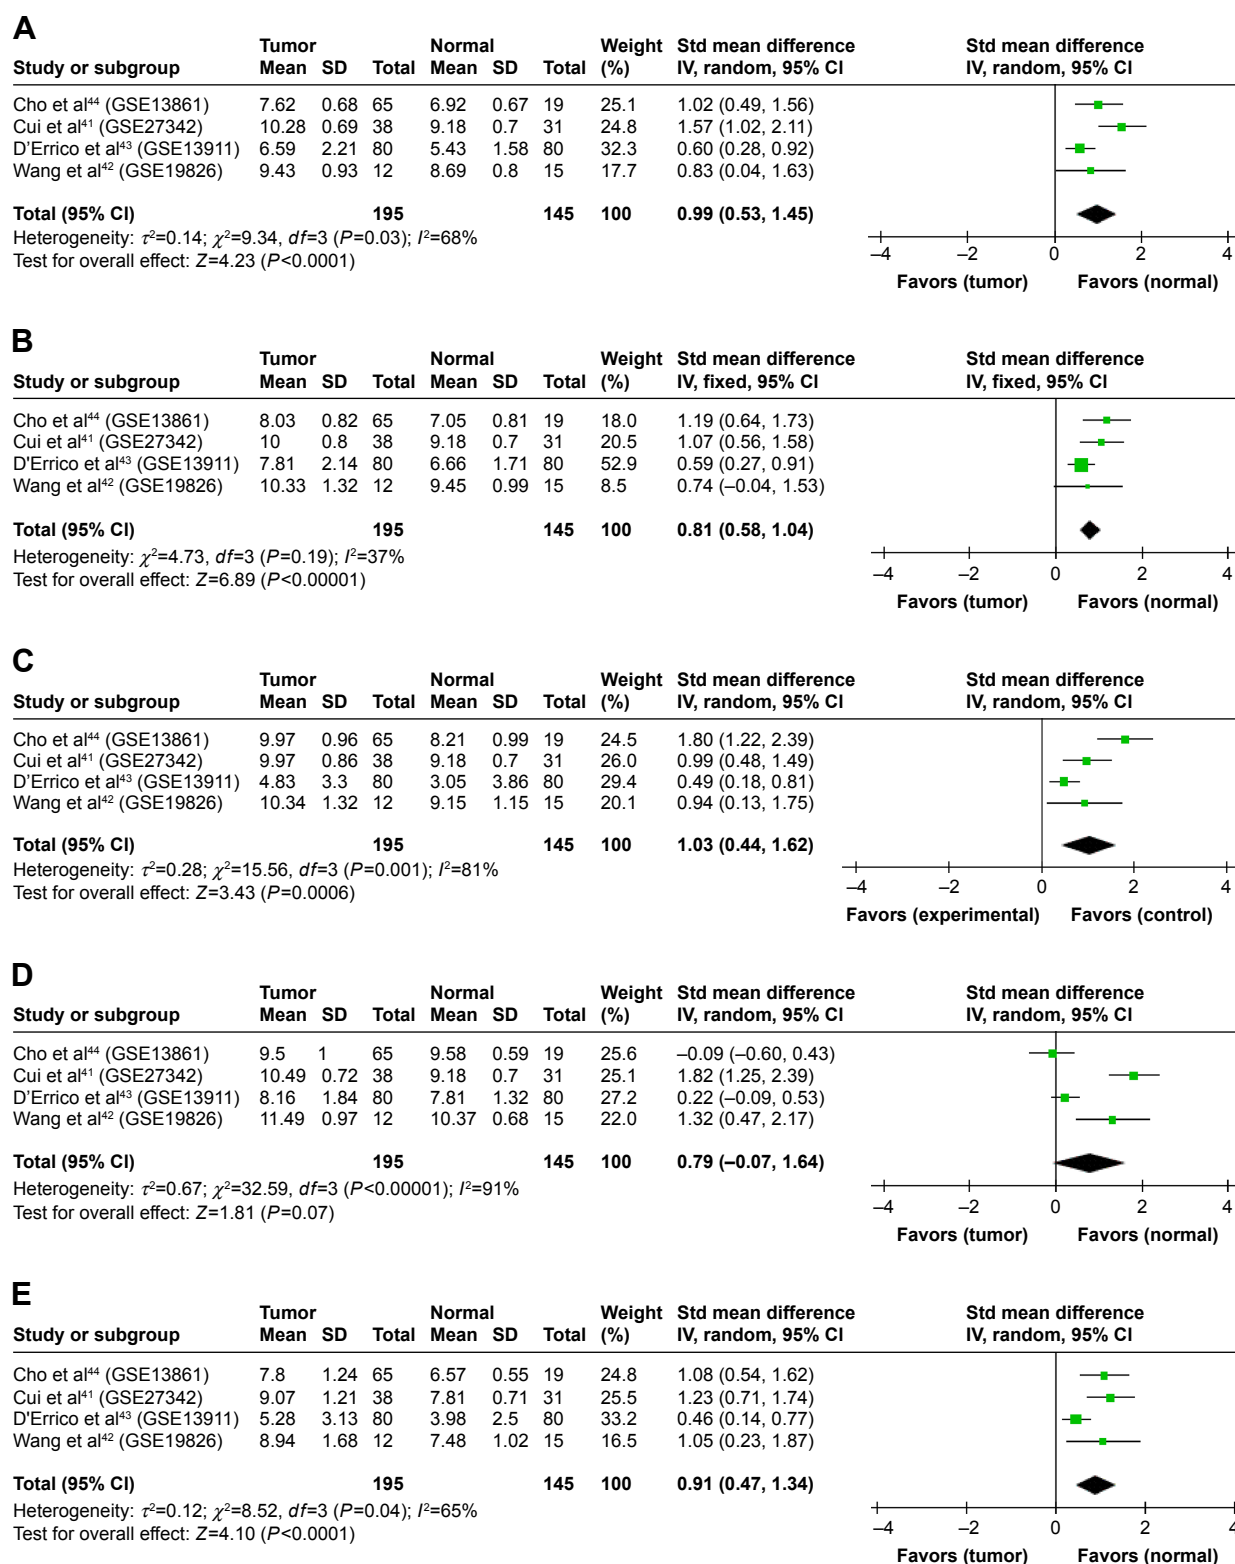 A
Tumor Normal Weight Std mean difference Std mean difference
Study or subgroup Mean SD Total Mean SD Total (%) IV, random, 95% CI IV, random, 95% CI
Cho et al⁴⁴ (GSE13861) 7.62 0.68 65 6.92 0.67 19 25.1 1.02 (0.49, 1.56)
Cui et al⁴¹ (GSE27342) 10.28 0.69 38 9.18 0.7 31 24.8 1.57 (1.02, 2.11)
D’Errico et al⁴³ (GSE13911) 6.59 2.21 80 5.43 1.58 80 32.3 0.60 (0.28, 0.92)
Wang et al⁴² (GSE19826) 9.43 0.93 12 8.69 0.8 15 17.7 0.83 (0.04, 1.63)
Total (95% CI) 195 145 100 0.99 (0.53, 1.45)
Heterogeneity: τ²=0.14; χ²=9.34, df=3 (P=0.03); I²=68%
Test for overall effect: Z=4.23 (P<0.0001)
–4 –2 0 2 4
Favors (tumor) Favors (normal)
B
Tumor Normal Weight Std mean difference Std mean difference
Study or subgroup Mean SD Total Mean SD Total (%) IV, fixed, 95% CI IV, fixed, 95% CI
Cho et al⁴⁴ (GSE13861) 8.03 0.82 65 7.05 0.81 19 18.0 1.19 (0.64, 1.73)
Cui et al⁴¹ (GSE27342) 10 0.8 38 9.18 0.7 31 20.5 1.07 (0.56, 1.58)
D'Errico et al⁴³ (GSE13911) 7.81 2.14 80 6.66 1.71 80 52.9 0.59 (0.27, 0.91)
Wang et al⁴² (GSE19826) 10.33 1.32 12 9.45 0.99 15 8.5 0.74 (–0.04, 1.53)
Total (95% CI) 195 145 100 0.81 (0.58, 1.04)
Heterogeneity: χ²=4.73, df=3 (P=0.19); I²=37%
Test for overall effect: Z=6.89 (P<0.00001)
–4 –2 0 2 4
Favors (tumor) Favors (normal)
C
Tumor Normal Weight Std mean difference Std mean difference
Study or subgroup Mean SD Total Mean SD Total (%) IV, random, 95% CI IV, random, 95% CI
Cho et al⁴⁴ (GSE13861) 9.97 0.96 65 8.21 0.99 19 24.5 1.80 (1.22, 2.39)
Cui et al⁴¹ (GSE27342) 9.97 0.86 38 9.18 0.7 31 26.0 0.99 (0.48, 1.49)
D’Errico et al⁴³ (GSE13911) 4.83 3.3 80 3.05 3.86 80 29.4 0.49 (0.18, 0.81)
Wang et al⁴² (GSE19826) 10.34 1.32 12 9.15 1.15 15 20.1 0.94 (0.13, 1.75)
Total (95% CI) 195 145 100 1.03 (0.44, 1.62)
Heterogeneity: τ²=0.28; χ²=15.56, df=3 (P=0.001); I²=81%
Test for overall effect: Z=3.43 (P=0.0006)
–4 –2 0 2 4
Favors (experimental) Favors (control)
D
Tumor Normal Weight Std mean difference Std mean difference
Study or subgroup Mean SD Total Mean SD Total (%) IV, random, 95% CI IV, random, 95% CI
Cho et al⁴⁴ (GSE13861) 9.5 1 65 9.58 0.59 19 25.6 –0.09 (–0.60, 0.43)
Cui et al⁴¹ (GSE27342) 10.49 0.72 38 9.18 0.7 31 25.1 1.82 (1.25, 2.39)
D’Errico et al⁴³ (GSE13911) 8.16 1.84 80 7.81 1.32 80 27.2 0.22 (–0.09, 0.53)
Wang et al⁴² (GSE19826) 11.49 0.97 12 10.37 0.68 15 22.0 1.32 (0.47, 2.17)
Total (95% CI) 195 145 100 0.79 (–0.07, 1.64)
Heterogeneity: τ²=0.67; χ²=32.59, df=3 (P<0.00001); I²=91%
Test for overall effect: Z=1.81 (P=0.07)
–4 –2 0 2 4
Favors (tumor) Favors (normal)
E
Tumor Normal Weight Std mean difference Std mean difference
Study or subgroup Mean SD Total Mean SD Total (%) IV, random, 95% CI IV, random, 95% CI
Cho et al⁴⁴ (GSE13861) 7.8 1.24 65 6.57 0.55 19 24.8 1.08 (0.54, 1.62)
Cui et al⁴¹ (GSE27342) 9.07 1.21 38 7.81 0.71 31 25.5 1.23 (0.71, 1.74)
D'Errico et al⁴³ (GSE13911) 5.28 3.13 80 3.98 2.5 80 33.2 0.46 (0.14, 0.77)
Wang et al⁴² (GSE19826) 8.94 1.68 12 7.48 1.02 15 16.5 1.05 (0.23, 1.87)
Total (95% CI) 195 145 100 0.91 (0.47, 1.34)
Heterogeneity: τ²=0.12; χ²=8.52, df=3 (P=0.04); I²=65%
Test for overall effect: Z=4.10 (P<0.0001)
–4 –2 0 2 4
Favors (tumor) Favors (normal)